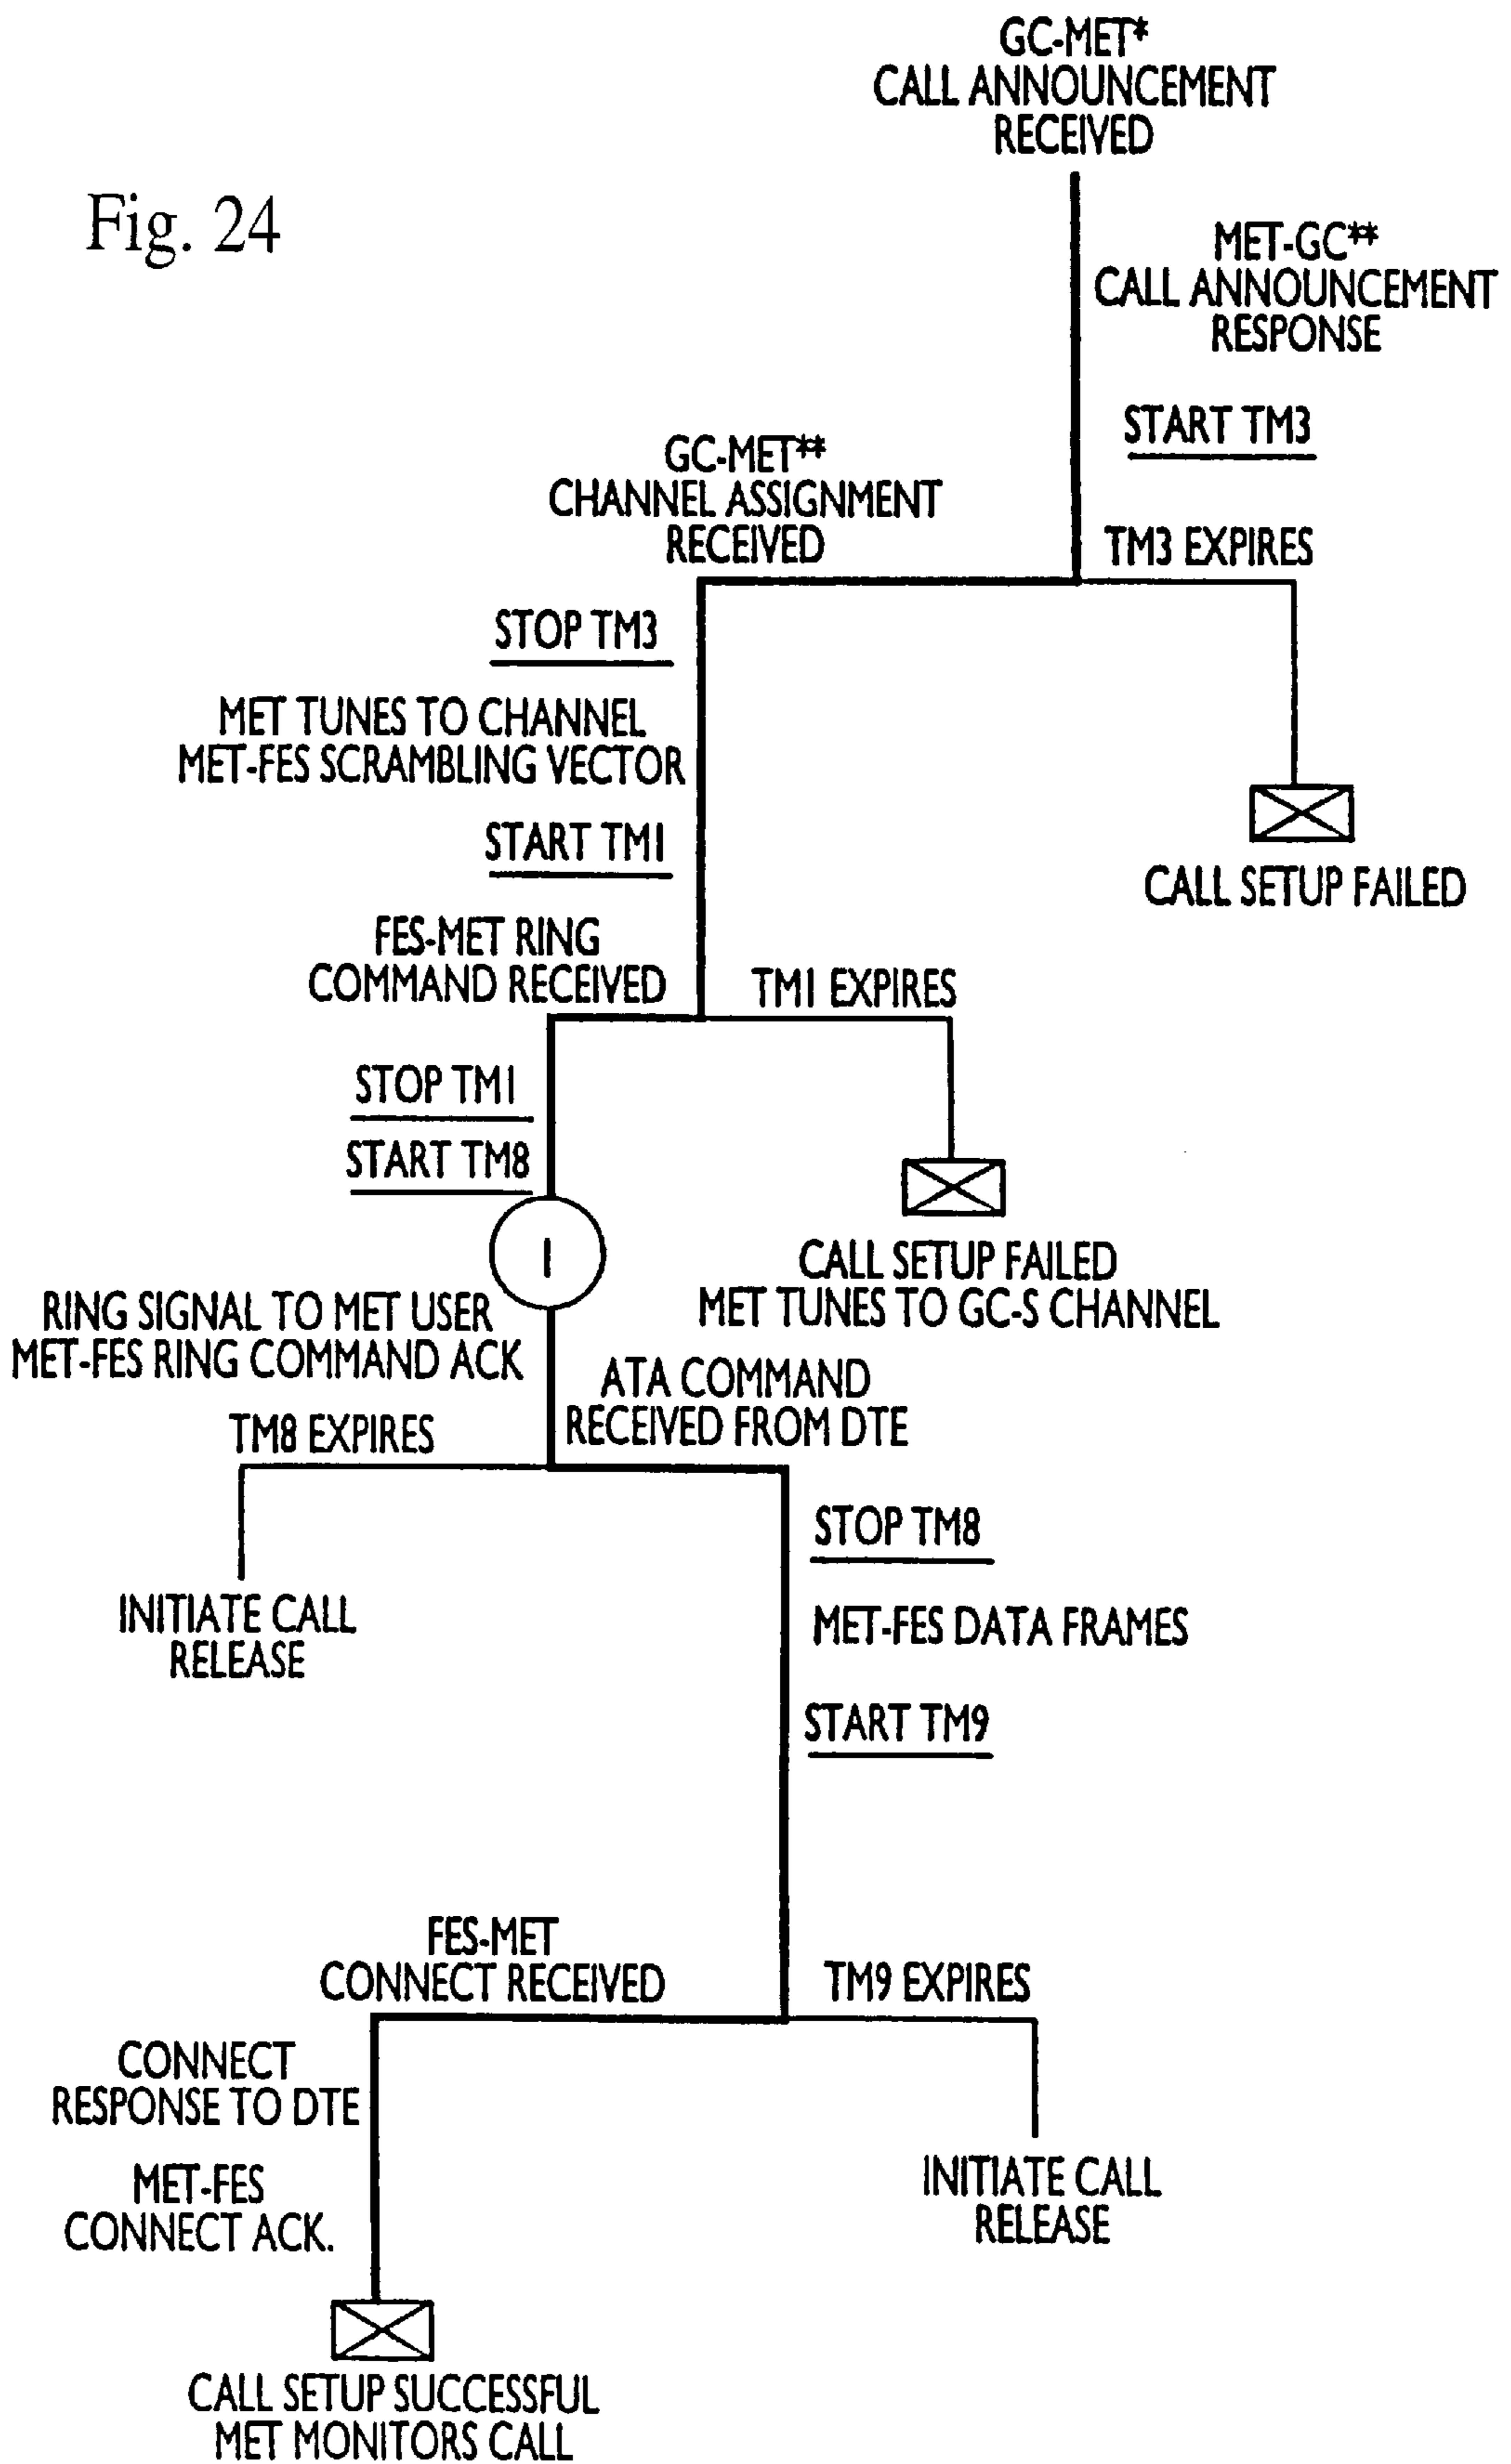 GC-MET*
CALL ANNOUNCEMENT
RECEIVED
Fig. 24
MET-GC**
CALL ANNOUNCEMENT
RESPONSE
START TM3
GC-MET**
CHANNEL ASSIGNMENT
RECEIVED
TM3 EXPIRES
STOP TM3
MET TUNES TO CHANNEL
MET-FES SCRAMBLING VECTOR
START TM1
CALL SETUP FAILED
FES-MET RING
COMMAND RECEIVED
TM1 EXPIRES
STOP TM1
START TM8
I
CALL SETUP FAILED
MET TUNES TO GC-S CHANNEL
RING SIGNAL TO MET USER
MET-FES RING COMMAND ACK
ATA COMMAND
RECEIVED FROM DTE
TM8 EXPIRES
STOP TM8
INITIATE CALL
RELEASE
MET-FES DATA FRAMES
START TM9
FES-MET
CONNECT RECEIVED
TM9 EXPIRES
CONNECT
RESPONSE TO DTE
MET-FES
CONNECT ACK.
INITIATE CALL
RELEASE
CALL SETUP SUCCESSFUL
MET MONITORS CALL